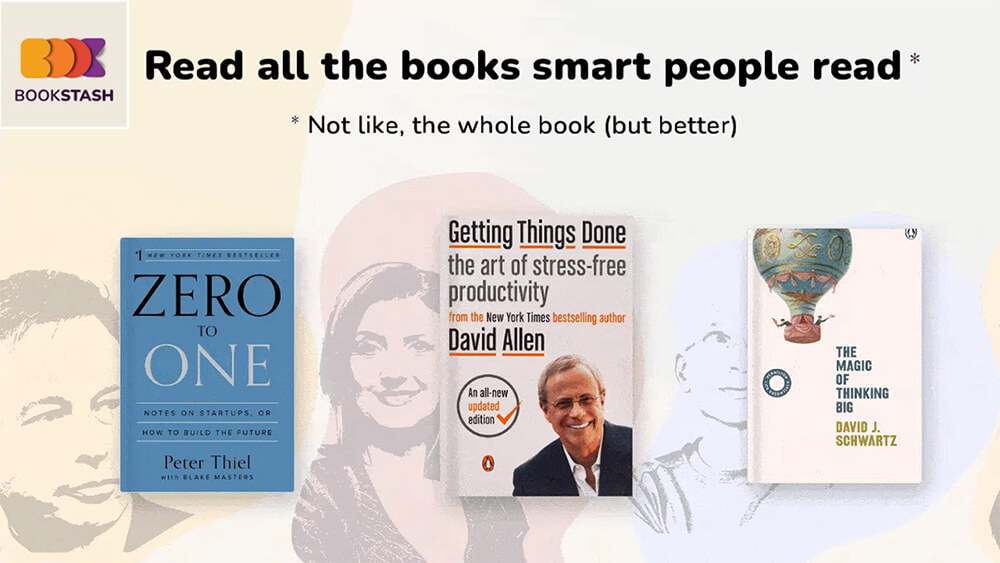 BOOKSTASH
Read all the books smart people read *
* Not like, the whole book (but better)
#1 NEW YORK TIMES BESTSELLER
ZERO
TO
ONE
NOTES ON STARTUPS, OR
HOW TO BUILD THE FUTURE
Peter Thiel
with BLAKE MASTERS
Getting Things Done
the art of stress-free
productivity
from the New York Times bestselling author
David Allen
An all-new
updated
edition
THE
MAGIC
OF
THINKING
BIG
DAVID J.
SCHWARTZ